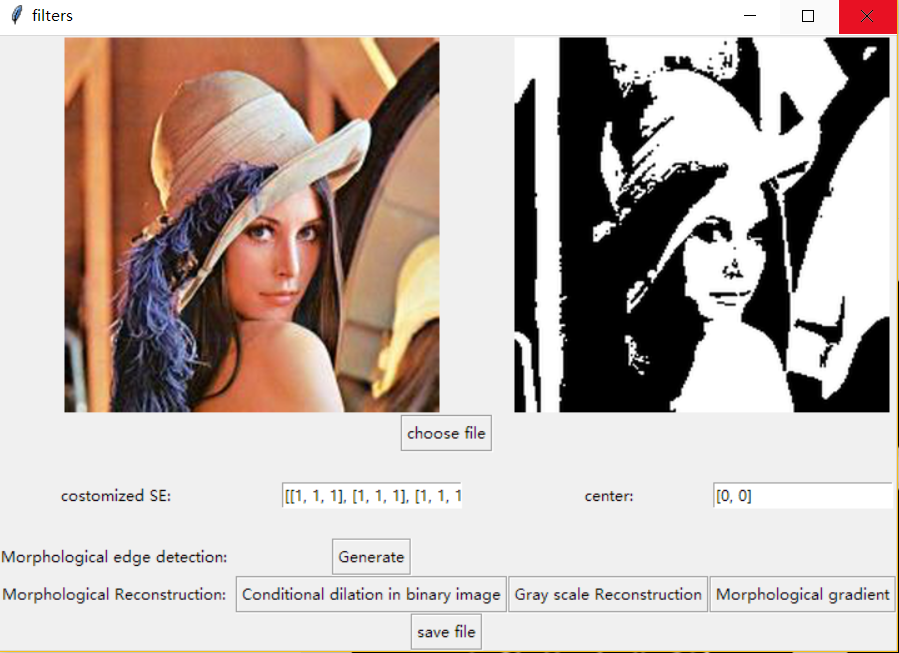 filters
choose file
costomized SE: [[1, 1, 1], [1, 1, 1], [1, 1, 1 center: [0, 0]
Morphological edge detection: Generate
Morphological Reconstruction: Conditional dilation in binary image Gray scale Reconstruction Morphological gradient
save file